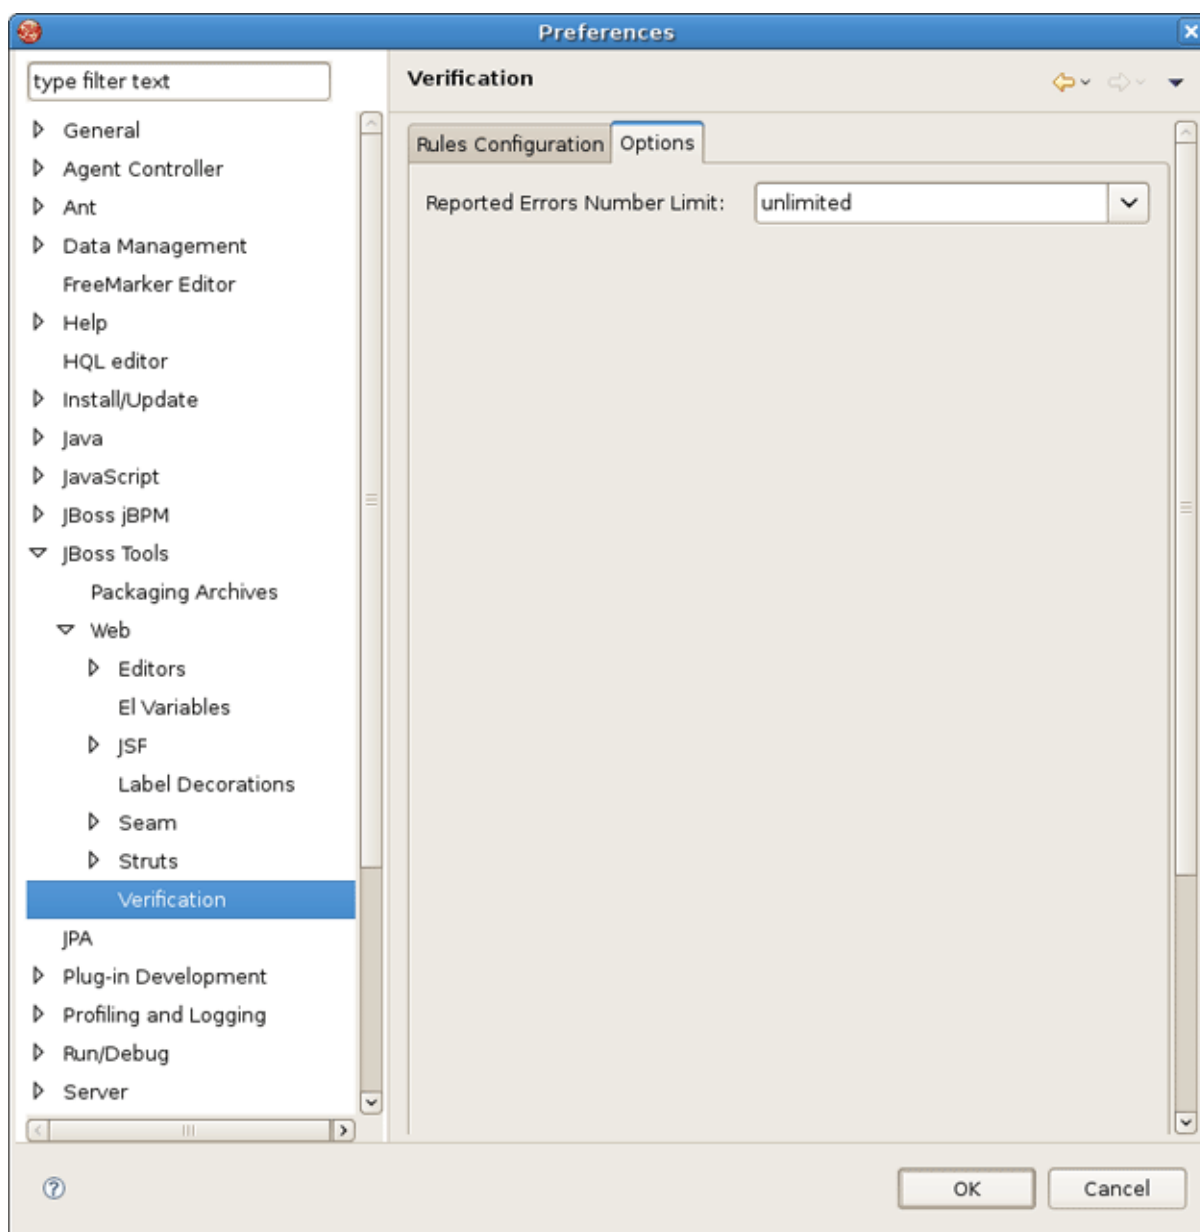 Preferences
type filter text
General
Agent Controller
Ant
Data Management
FreeMarker Editor
Help
HQL editor
Install/Update
Java
JavaScript
JBoss jBPM
JBoss Tools
Packaging Archives
Web
Editors
El Variables
JSF
Label Decorations
Seam
Struts
Verification
JPA
Plug-in Development
Profiling and Logging
Run/Debug
Server
Verification
Rules Configuration Options
Reported Errors Number Limit: unlimited
OK Cancel